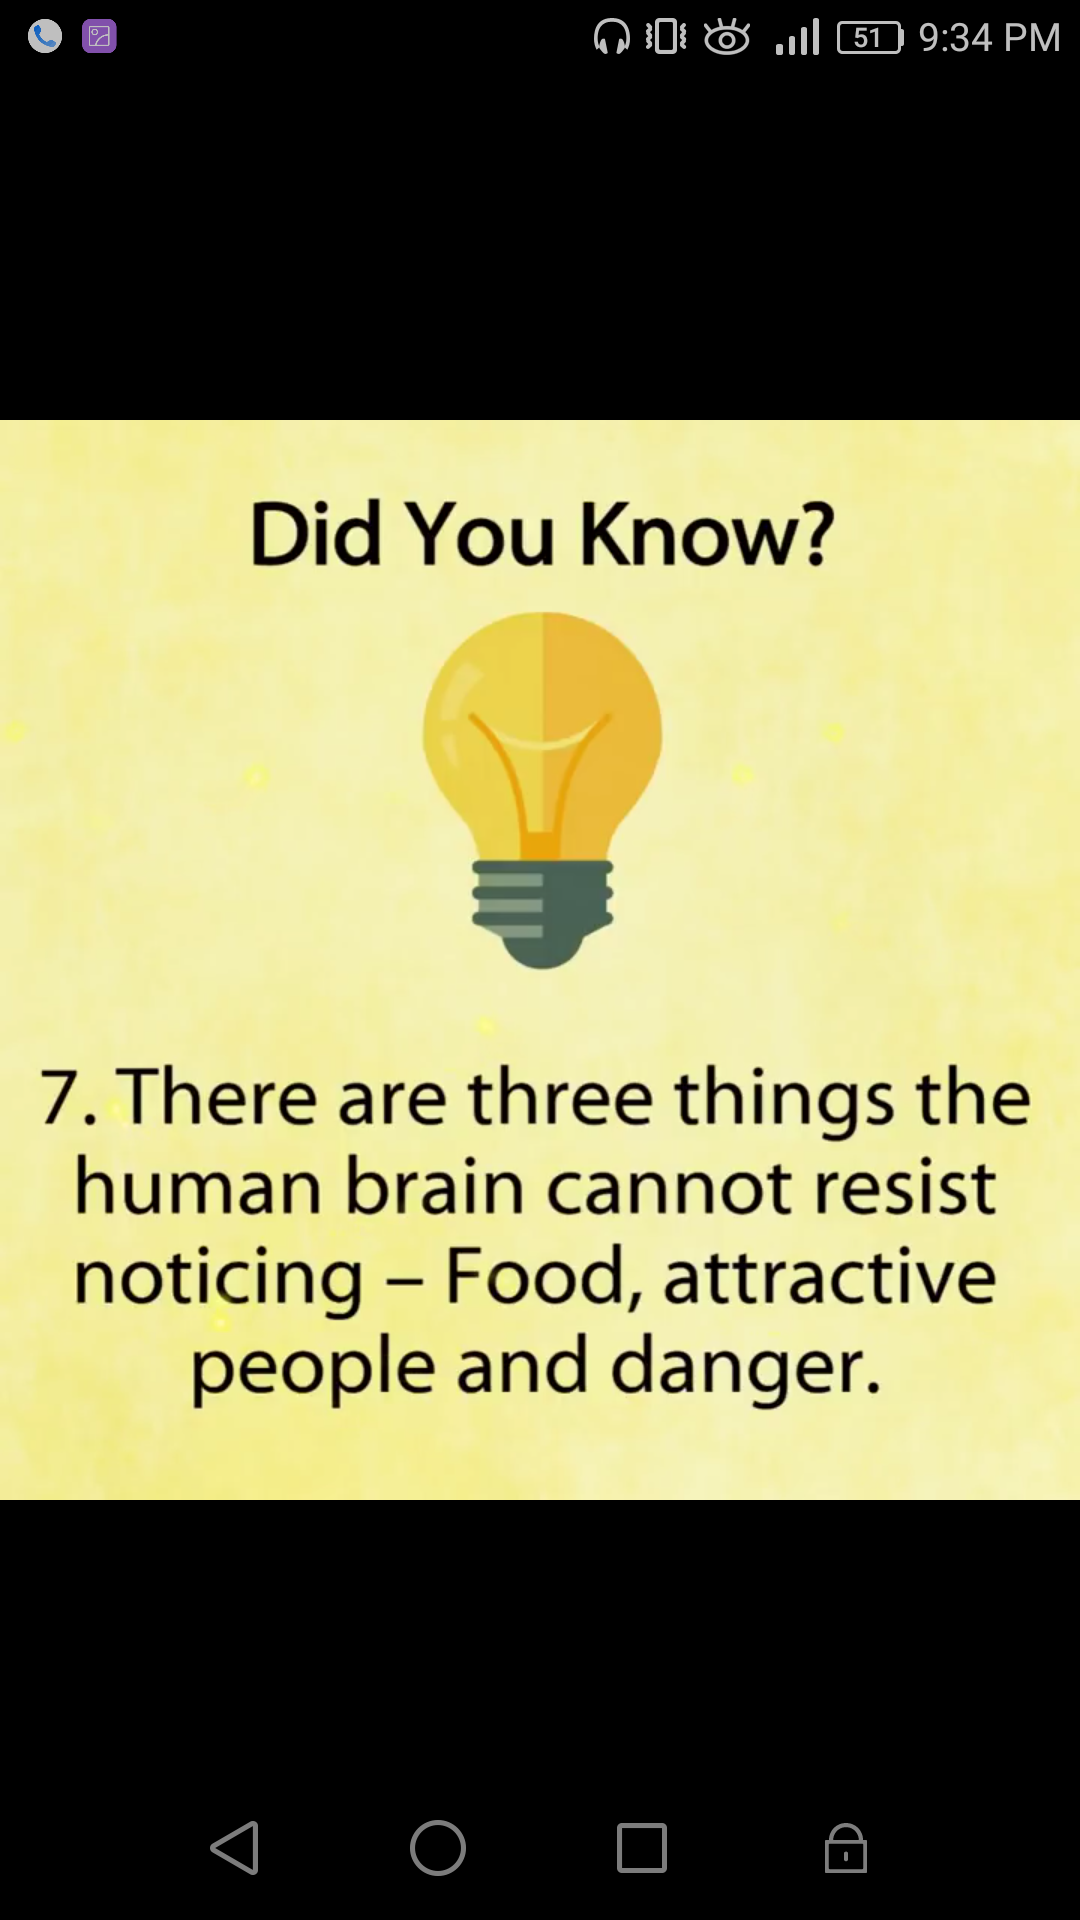 51 9:34 PM
Did You Know?
7. There are three things the
human brain cannot resist
noticing – Food, attractive
people and danger.